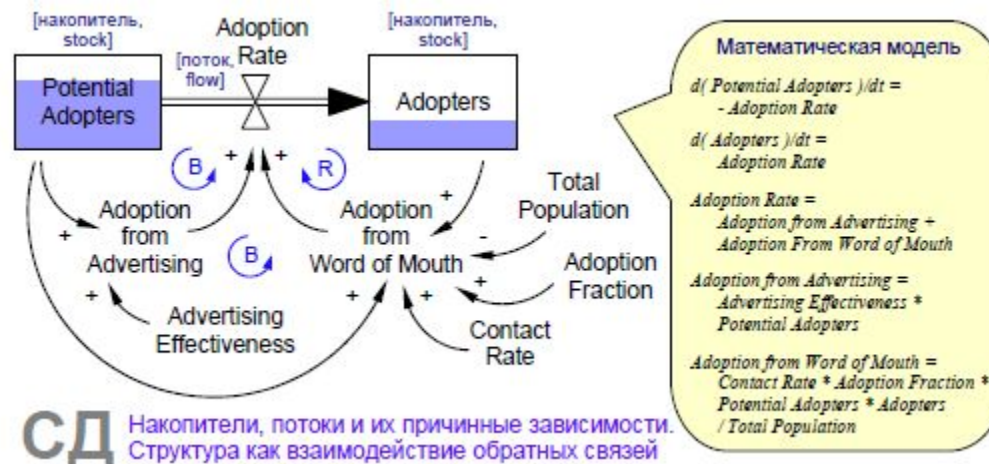 [накопитель,
stock]
Adoption
Rate
[накопитель,
stock]
[поток,
flow]
Potential
Adopters
Adopters
B
+
+
R
+
Adoption
from
Advertising
+
B
Adoption
from
Word of Mouth
Total
Population
-
+
Adoption
Fraction
+
+
+
Advertising
Effectiveness
Contact
Rate
СД
Накопители, потоки и их причинные зависимости.
Структура как взаимодействие обратных связей
Математическая модель
d( Potential Adopters )/dt =
- Adoption Rate
d( Adopters )/dt =
Adoption Rate
Adoption Rate =
Adoption from Advertising +
Adoption From Word of Mouth
Adoption from Advertising =
Advertising Effectiveness *
Potential Adopters
Adoption from Word of Mouth =
Contact Rate * Adoption Fraction *
Potential Adopters * Adopters
/ Total Population